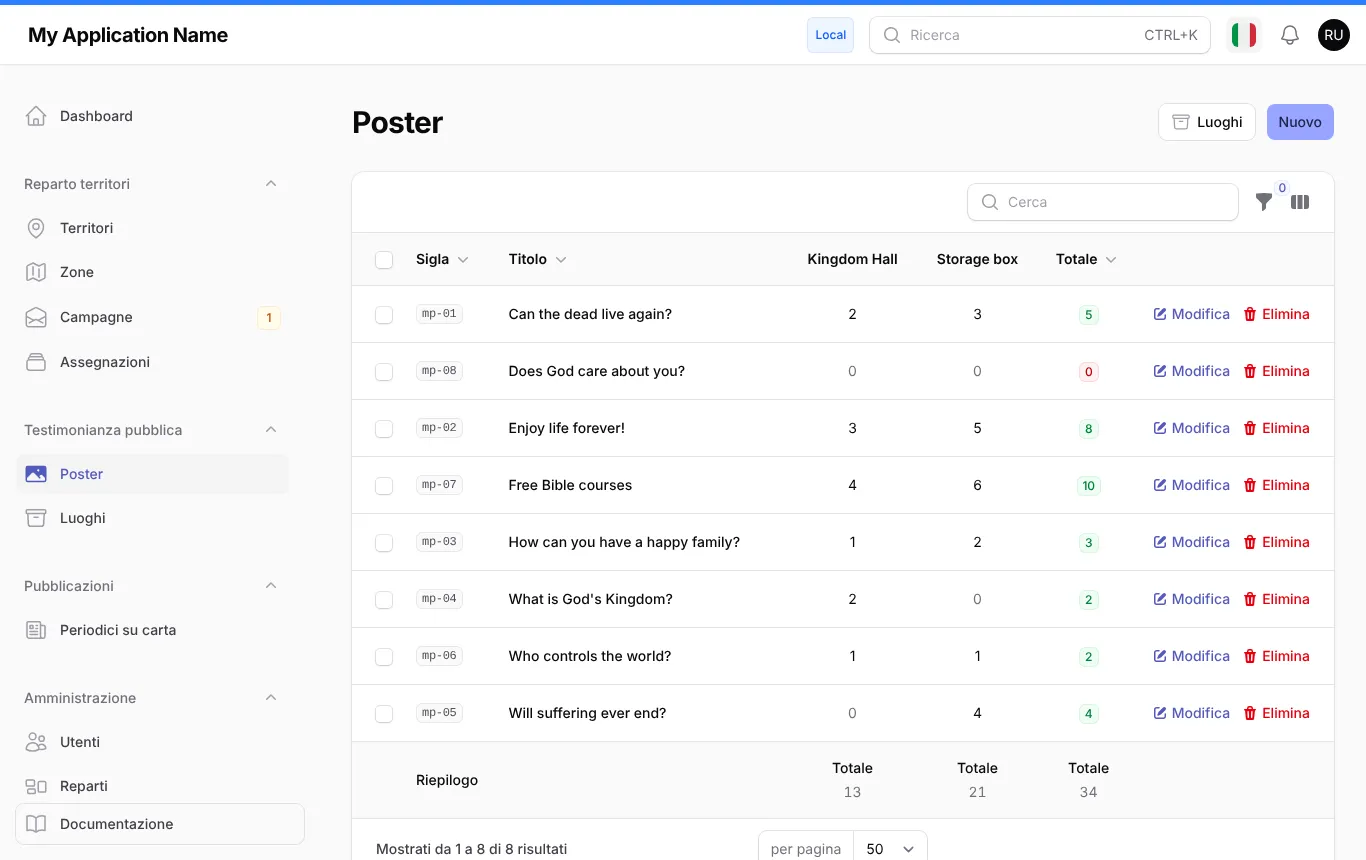 My Application Name
Local
Ricerca
CTRL+K
RU
Dashboard
Reparto territori
Territori
Zone
Campagne
1
Assegnazioni
Testimonianza pubblica
Poster
Luoghi
Pubblicazioni
Periodici su carta
Amministrazione
Utenti
Reparti
Documentazione
Poster
Luoghi
Nuovo
Cerca
0
Sigla Titolo Kingdom Hall Storage box Totale
mp-01 Can the dead live again? 2 3 5 Modifica Elimina
mp-08 Does God care about you? 0 0 0 Modifica Elimina
mp-02 Enjoy life forever! 3 5 8 Modifica Elimina
mp-07 Free Bible courses 4 6 10 Modifica Elimina
mp-03 How can you have a happy family? 1 2 3 Modifica Elimina
mp-04 What is God's Kingdom? 2 0 2 Modifica Elimina
mp-06 Who controls the world? 1 1 2 Modifica Elimina
mp-05 Will suffering ever end? 0 4 4 Modifica Elimina
Riepilogo
Totale Totale Totale
13 21 34
Mostrati da 1 a 8 di 8 risultati
per pagina 50